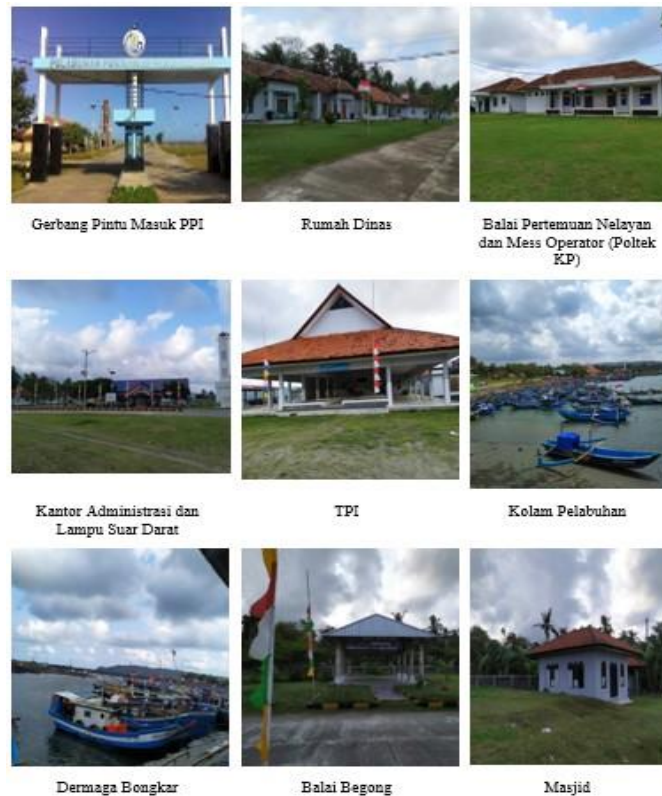 Gerbang Pintu Masuk PPI
Rumah Dinas
Balai Pertemuan Nelayan
dan Mess Operator (Poltek
KP)
Kantor Administrasi dan
Lampu Suar Darat
TPI
Kolam Pelabuhan
Dermaga Bongkar
Balai Begong
Masjid